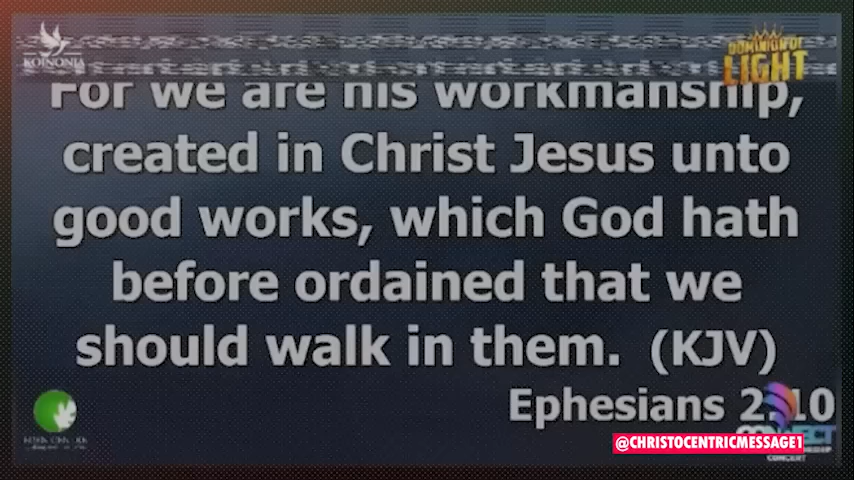 KOINONIA
DOMINION OF
LIGHT
For we are his workmanship,
created in Christ Jesus unto
good works, which God hath
before ordained that we
should walk in them. (KJV)
Ephesians 2:10
@CHRISTOCENTRICMESSAGE1
CONCERT